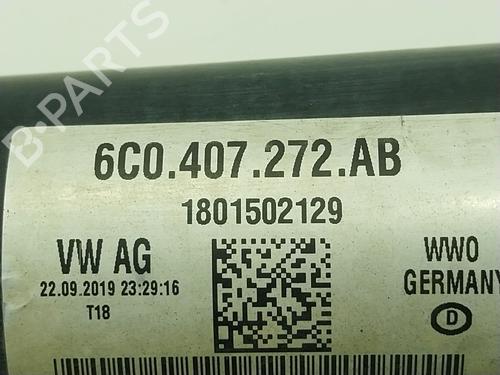 B-PARTS
6C0.407.272.AB
1801502129
VW AG
22.09.2019 23:29:16
T18
WWO
GERMANY
D